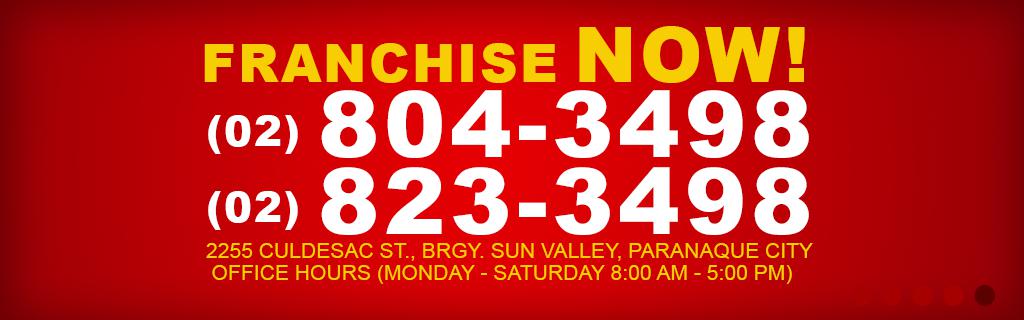 FRANCHISE NOW!
(02) 804-3498
(02) 823-3498
2255 CULDESAC ST., BRGY. SUN VALLEY, PARANAQUE CITY
OFFICE HOURS (MONDAY - SATURDAY 8:00 AM - 5:00 PM)